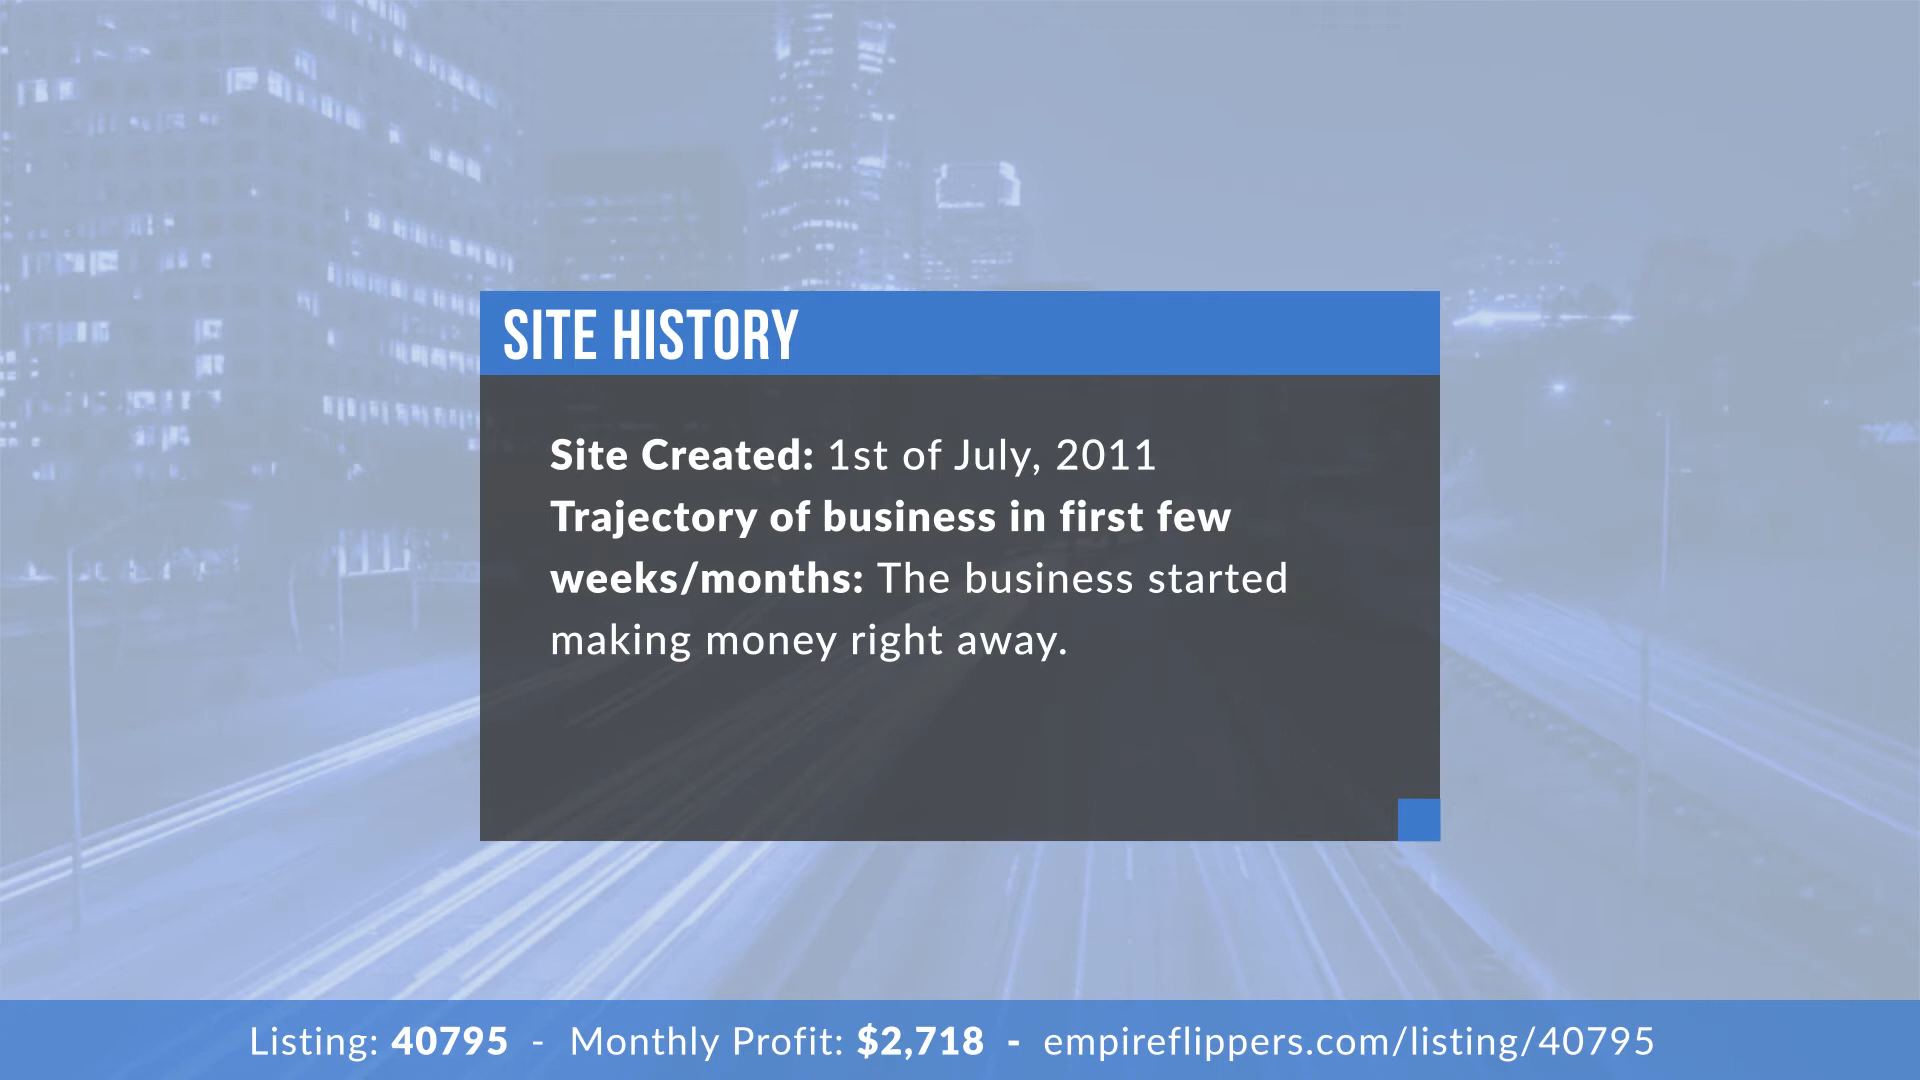 SITE HISTORY
Site Created: 1st of July, 2011
Trajectory of business in first few
weeks/months: The business started
making money right away.
Listing: 40795 - Monthly Profit: $2,718 - empireflippers.com/listing/40795